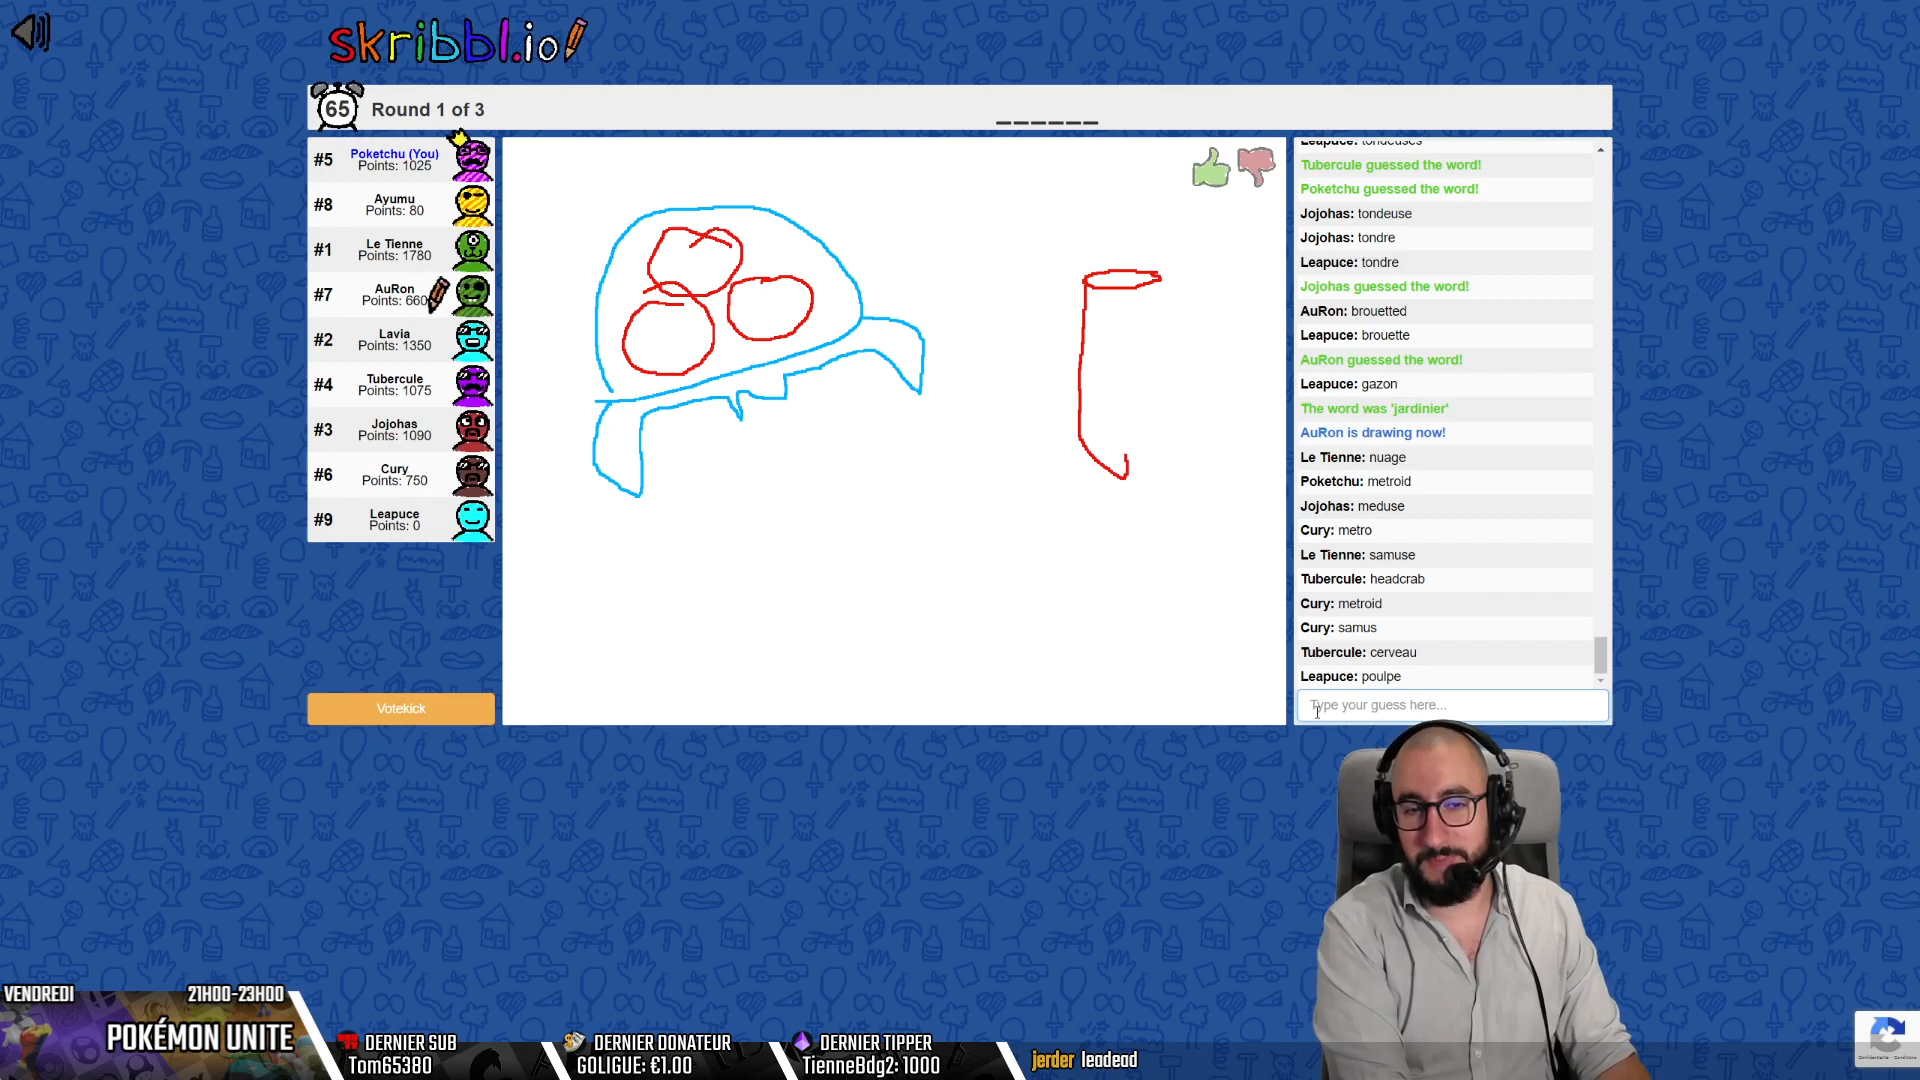 skribbl.io
65
Round 1 of 3
______
#5
Poketchu (You)
Points: 1025
#8
Ayumu
Points: 80
#1
Le Tienne
Points: 1780
#7
AuRon
Points: 660
#2
Lavia
Points: 1350
#4
Tubercule
Points: 1075
#3
Jojohas
Points: 1090
#6
Cury
Points: 750
#9
Leapuce
Points: 0
Votekick
Leapuce: tondeuses
Tubercule guessed the word!
Poketchu guessed the word!
Jojohas: tondeuse
Jojohas: tondre
Leapuce: tondre
Jojohas guessed the word!
AuRon: brouetted
Leapuce: brouette
AuRon guessed the word!
Leapuce: gazon
The word was 'jardinier'
AuRon is drawing now!
Le Tienne: nuage
Poketchu: metroid
Jojohas: meduse
Cury: metro
Le Tienne: samuse
Tubercule: headcrab
Cury: metroid
Cury: samus
Tubercule: cerveau
Leapuce: poulpe
Type your guess here...
VENDREDI
21H00-23H00
POKÉMON UNITE
DERNIER SUB
Tom65380
DERNIER DONATEUR
GOLIGUE: €1.00
DERNIER TIPPER
TienneBdg2: 1000
jerder leadead